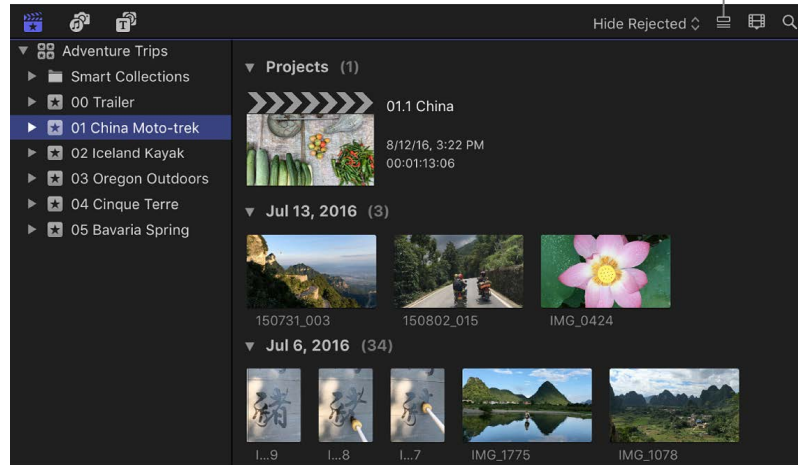 Hide Rejected
Adventure Trips
Smart Collections
00 Trailer
01 China Moto-trek
02 Iceland Kayak
03 Oregon Outdoors
04 Cinque Terre
05 Bavaria Spring
Projects (1)
01.1 China
8/12/16, 3:22 PM
00:01:13:06
Jul 13, 2016 (3)
150731_003
150802_015
IMG_0424
Jul 6, 2016 (34)
猪
I...9
I...8
I...7
IMG_1775
IMG_1078